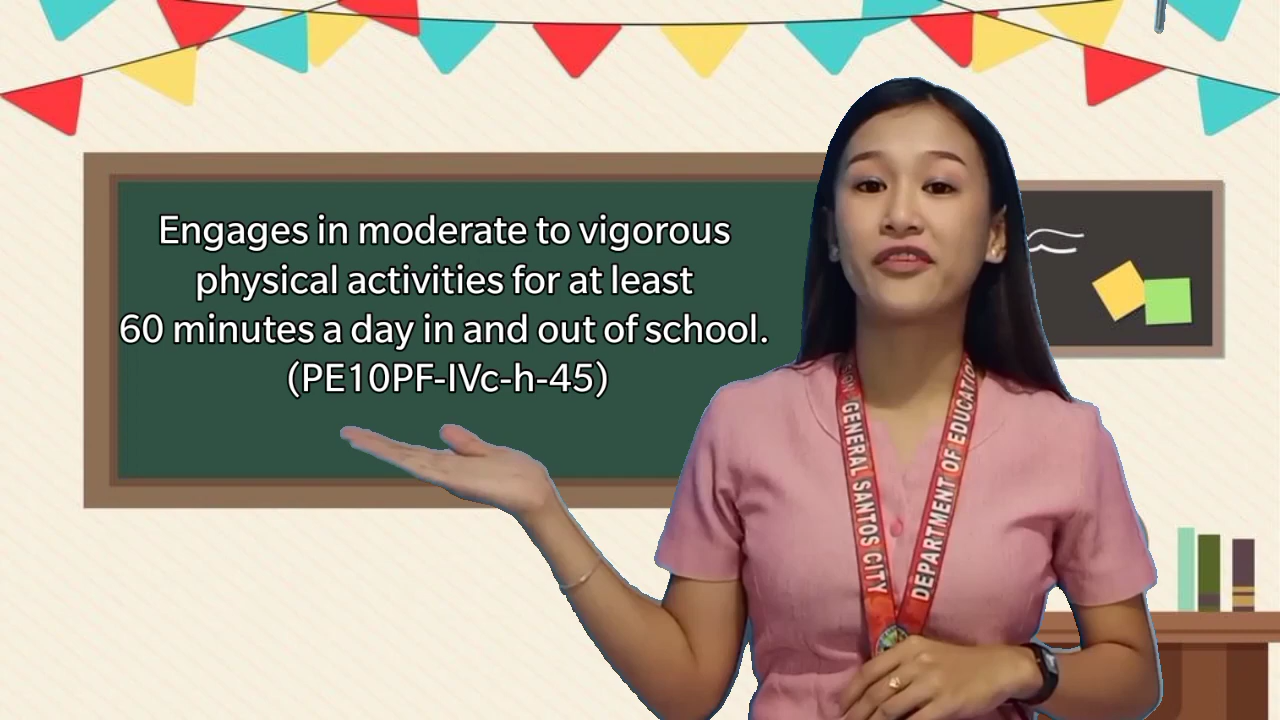 Engages in moderate to vigorous
physical activities for at least
60 minutes a day in and out of school.
(PE10PF-IVc-h-45)
GENERAL SANTOS CITY
DEPARTMENT OF EDUCATION